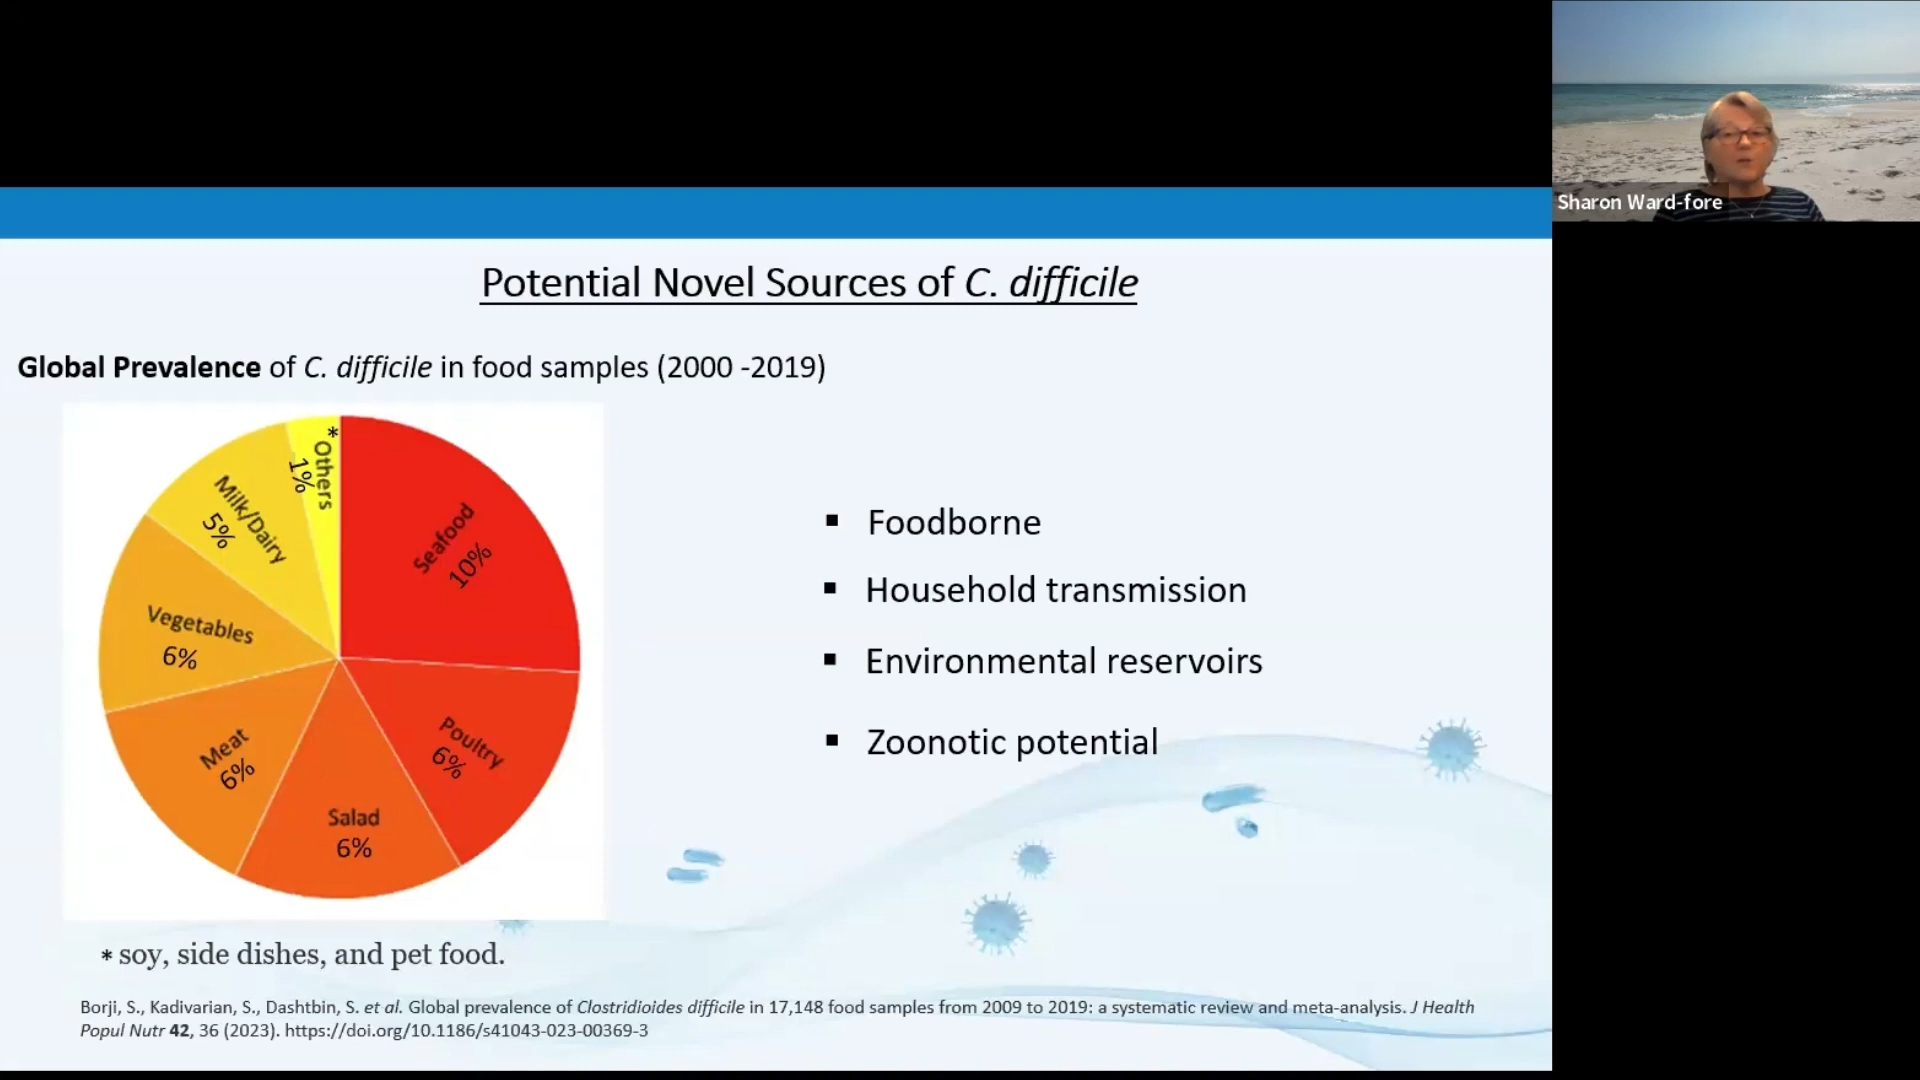 Sharon Ward-fore
Potential Novel Sources of C. difficile
Global Prevalence of C. difficile in food samples (2000 -2019)
* Others
1%
Milk/Dairy
5%
Seafood
10%
Vegetables
6%
Poultry
6%
Meat
6%
Salad
6%
▪ Foodborne
▪ Household transmission
▪ Environmental reservoirs
▪ Zoonotic potential
* soy, side dishes, and pet food.
Borji, S., Kadivarian, S., Dashtbin, S. et al. Global prevalence of Clostridioides difficile in 17,148 food samples from 2009 to 2019: a systematic review and meta-analysis. J Health
Popul Nutr 42, 36 (2023). https://doi.org/10.1186/s41043-023-00369-3